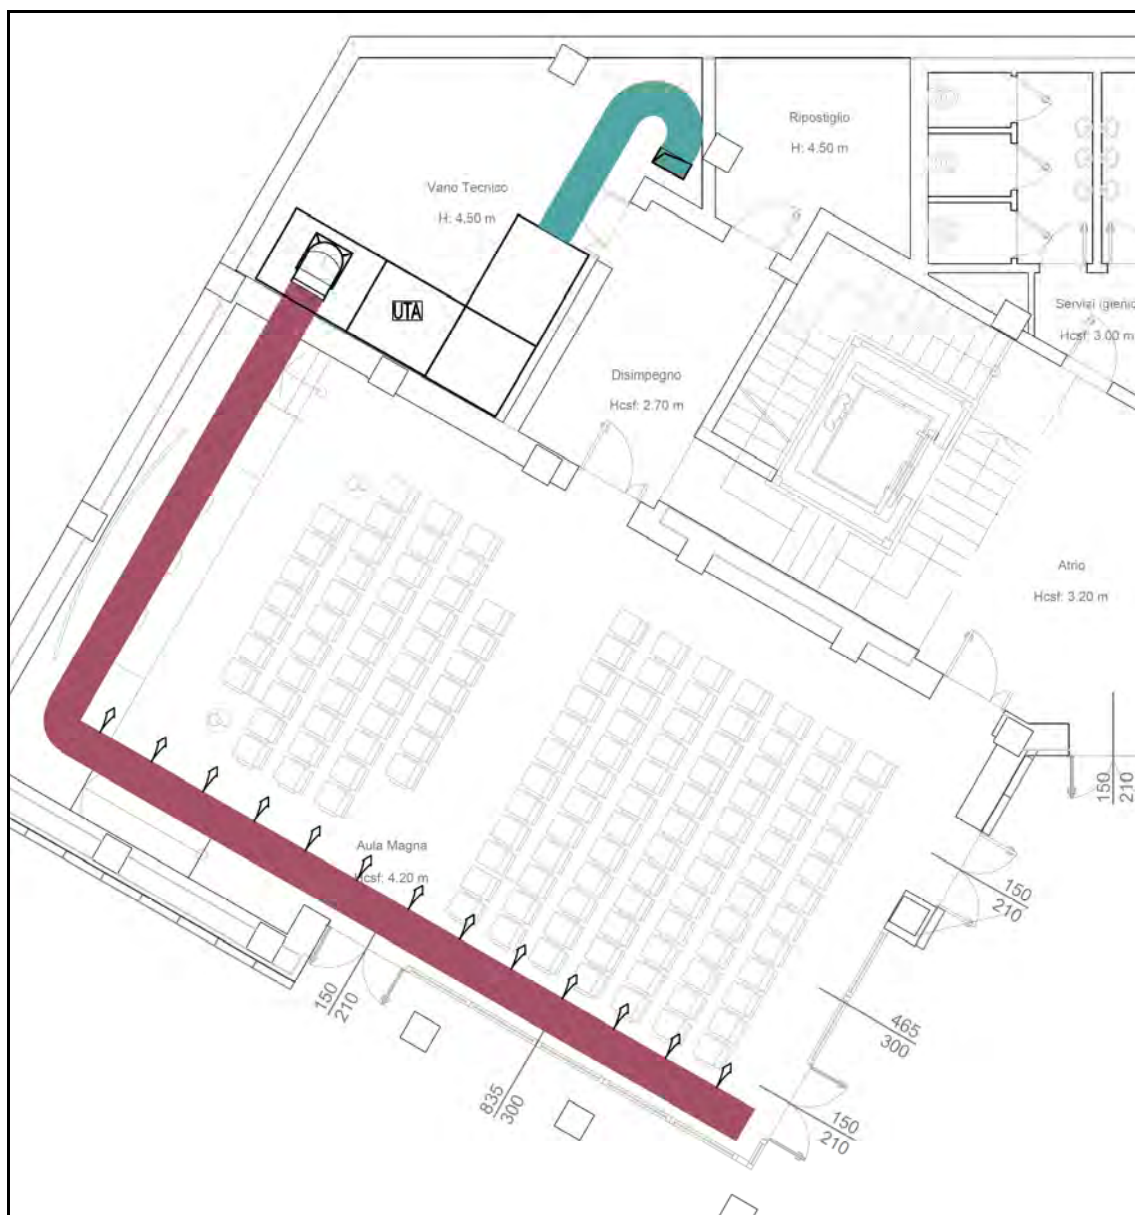 Ripostiglio
H: 4.50 m
Vano Tecnico
H: 4.50 m
UTA
Servizi igienic
Hcsf: 3.00 m
Disimpegno
Hcsf: 2.70 m
Atrio
Hcsf: 3.20 m
150
210
Aula Magna
Hcsf: 4.20 m
150
210
150
210
465
300
835
300
150
210